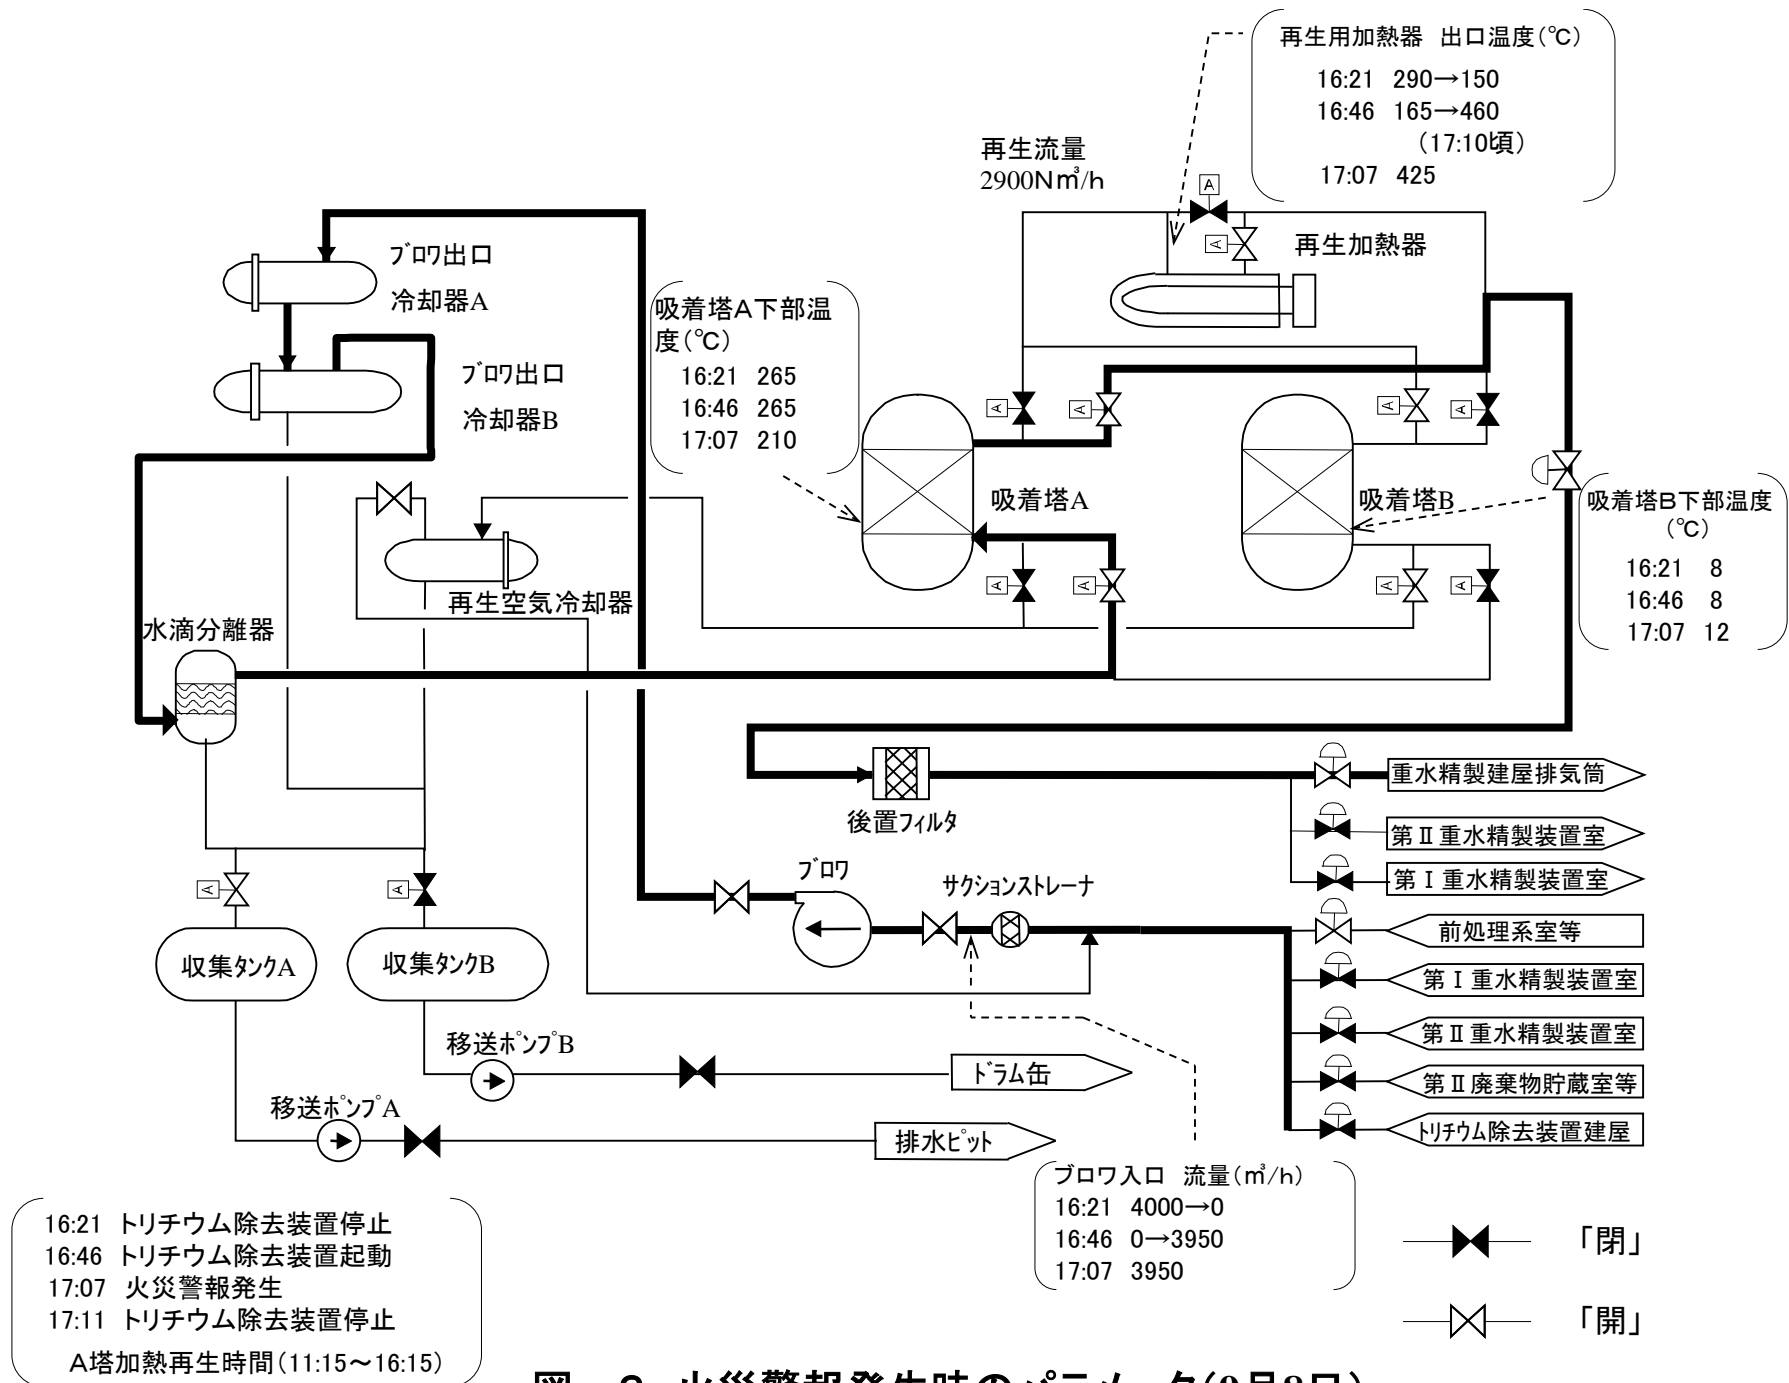 再生用加熱器 出口温度(℃)
16:21 290→150
16:46 165→460
(17:10頃)
17:07 425
再生流量
2900Nm³/h
A
A
再生加熱器
ブロワ出口
冷却器A
ブロワ出口
冷却器B
吸着塔A下部温
度(℃)
16:21 265
16:46 265
17:07 210
A
A
A
A
吸着塔A
吸着塔B
吸着塔B下部温度
(℃)
16:21 8
16:46 8
17:07 12
A
A
A
A
再生空気冷却器
水滴分離器
重水精製建屋排気筒
後置フィルタ
第Ⅱ重水精製装置室
第Ⅰ重水精製装置室
ブロワ
サクションストレーナ
A
A
前処理系室等
収集タンクA
収集タンクB
第Ⅰ重水精製装置室
第Ⅱ重水精製装置室
移送ポンプB
ドラム缶
第Ⅱ廃棄物貯蔵室等
移送ポンプA
排水ピット
トリチウム除去装置建屋
ブロワ入口 流量(m³/h)
16:21 4000→0
16:46 0→3950
17:07 3950
16:21 トリチウム除去装置停止
16:46 トリチウム除去装置起動
17:07 火災警報発生
17:11 トリチウム除去装置停止
A塔加熱再生時間(11:15～16:15)
「閉」
「開」
火災警報発生時のパラメータ